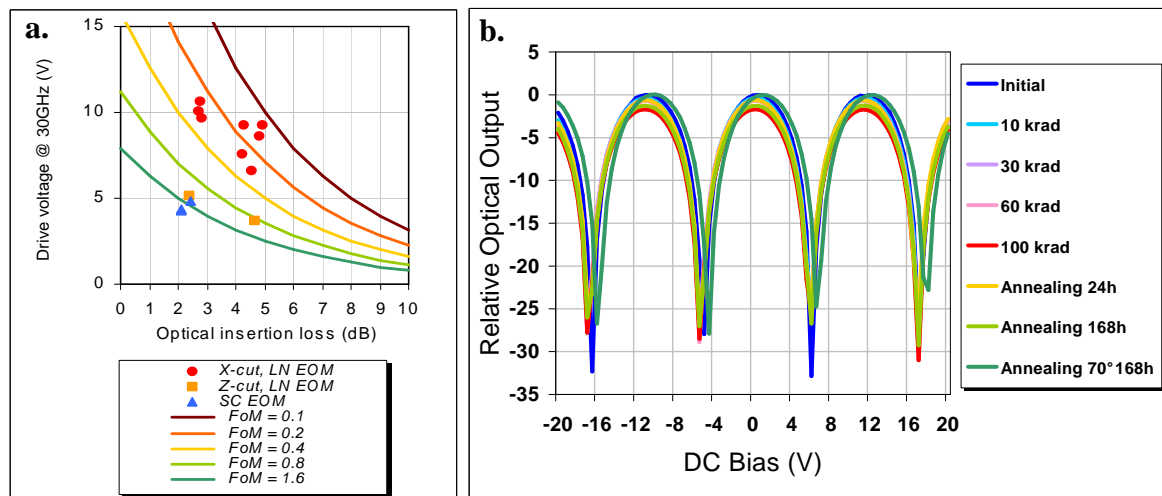 a.
Drive voltage @ 30GHz (V)
15
10
5
0
0 1 2 3 4 5 6 7 8 9 10
Optical insertion loss (dB)
X-cut, LN EOM
Z-cut, LN EOM
SC EOM
FoM = 0.1
FoM = 0.2
FoM = 0.4
FoM = 0.8
FoM = 1.6
b.
Relative Optical Output
5
0
-5
-10
-15
-20
-25
-30
-35
-20 -16 -12 -8 -4 0 4 8 12 16 20
DC Bias (V)
Initial
10 krad
30 krad
60 krad
100 krad
Annealing 24h
Annealing 168h
Annealing 70°168h